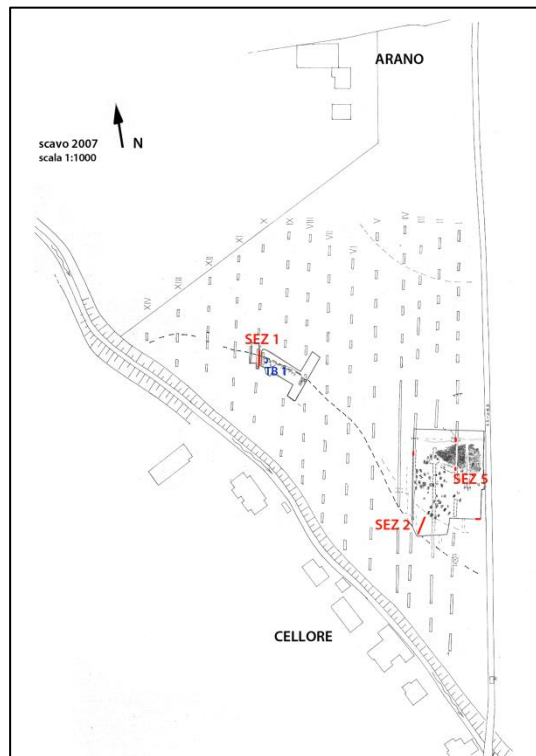 ARANO
scavo 2007
scala 1:1000
N
XIV
XIII
XII
XI
X
IX
VIII
VII
VI
V
IV
III
II
I
SEZ 1
TB 1
SEZ 5
SEZ 2
CELLORE